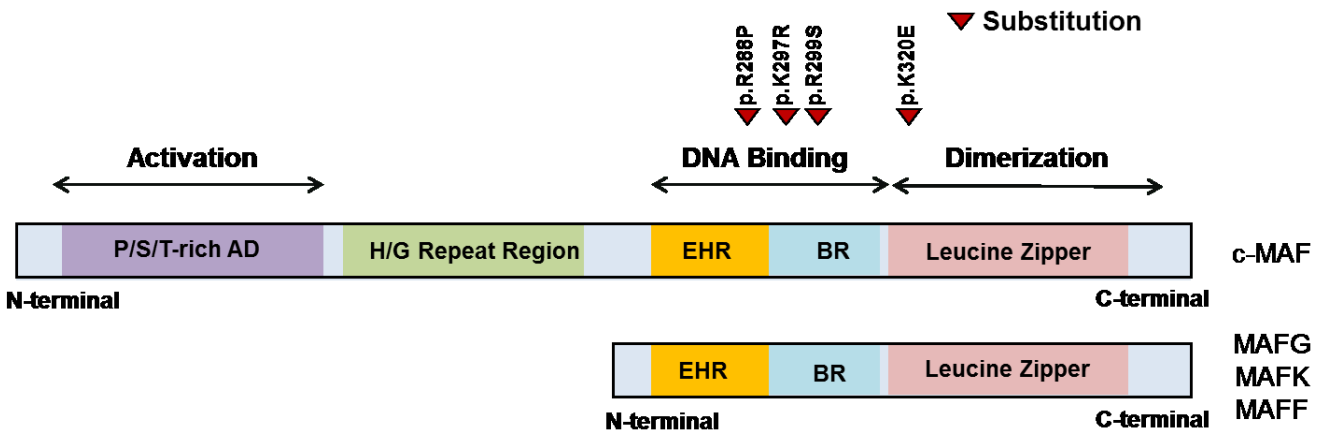 Substitution
p.R288P
p.K297R
p.R299S
p.K320E
Activation
DNA Binding
Dimerization
P/S/T-rich AD
H/G Repeat Region
EHR
BR
Leucine Zipper
c-MAF
N-terminal
C-terminal
EHR
BR
Leucine Zipper
MAFG
MAFK
MAFF
N-terminal
C-terminal